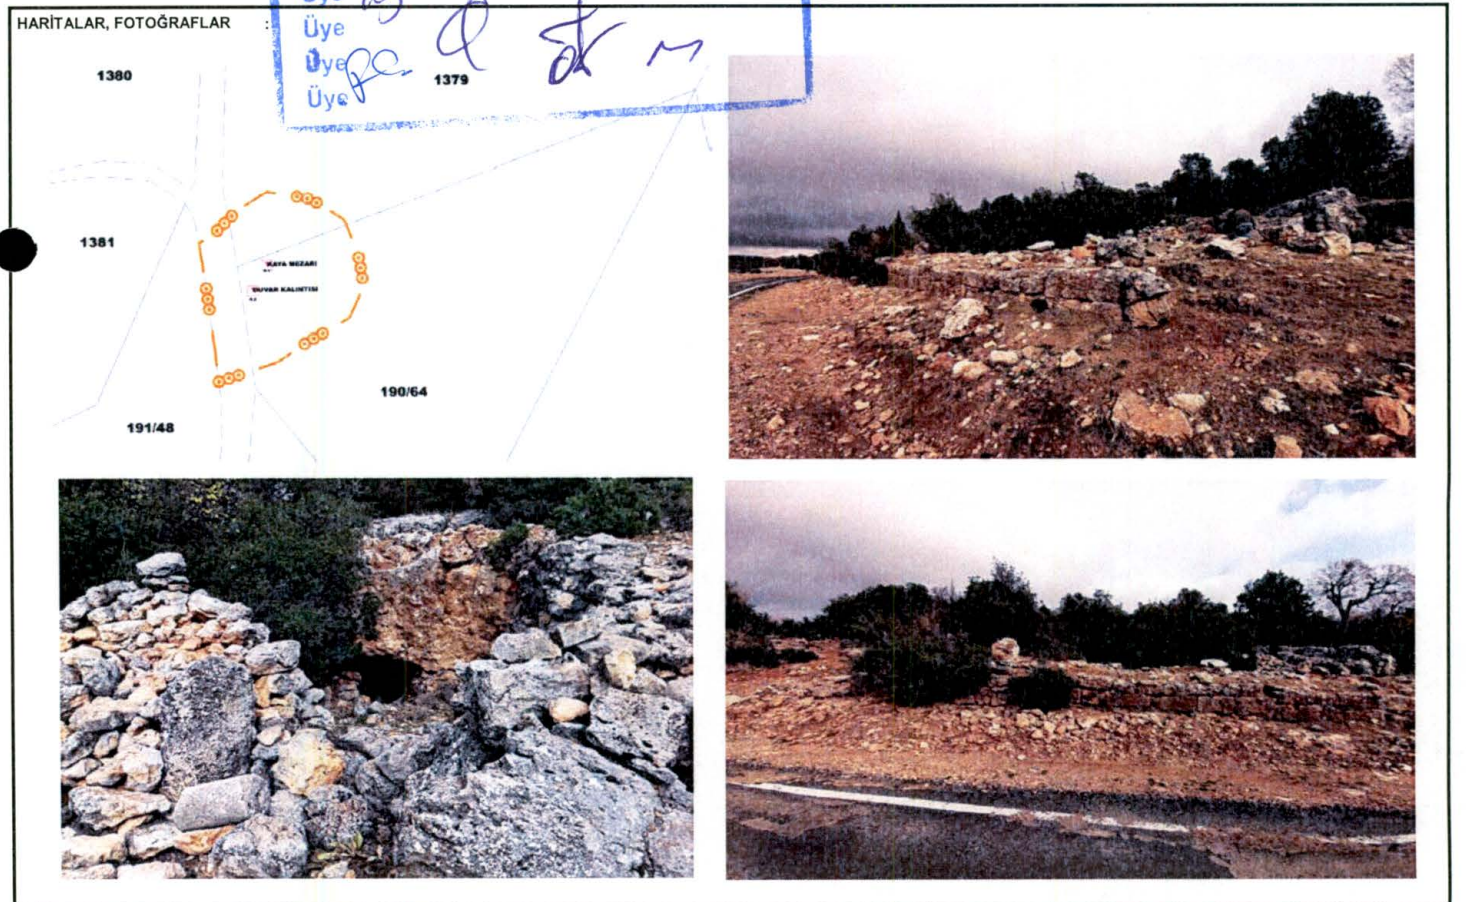 HARİTALAR, FOTOĞRAFLAR :
Üye
Üye
Üye
1380
1379
1381
KAYA MEZARI
DUVAR KALINTISI
190/64
191/48